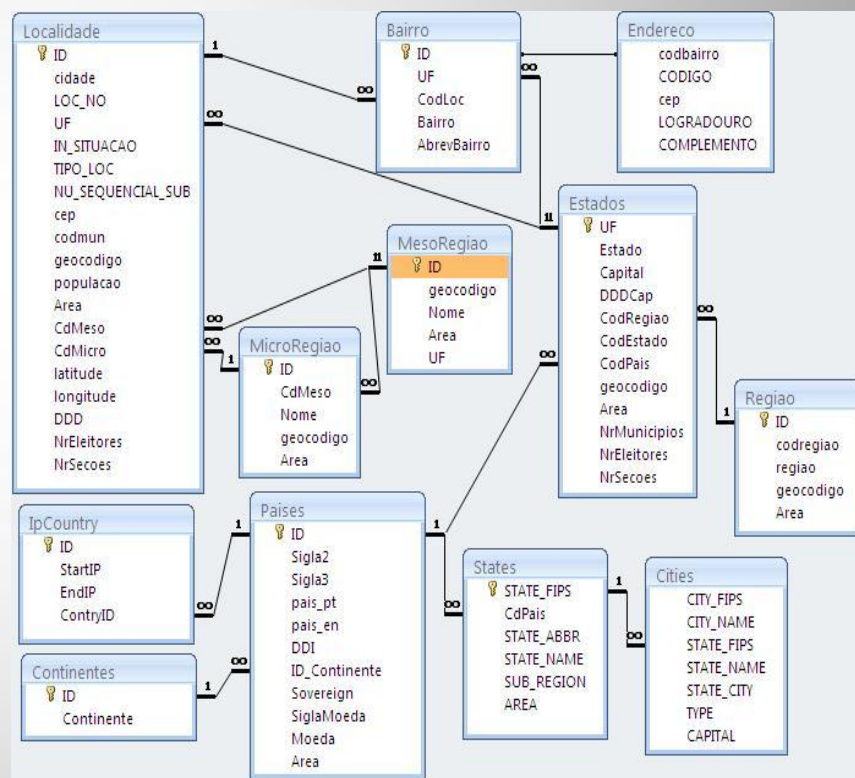 Localidade
ID
cidade
LOC_NO
UF
IN_SITUACAO
TIPO_LOC
NU_SEQUENCIAL_SUB
cep
codmun
geocodigo
populacao
Area
CdMeso
CdMicro
latitude
longitude
DDD
NrEleitores
NrSecoes
1
∞
∞
∞
Bairro
ID
UF
CodLoc
Bairro
AbrevBairro
∞
∞
Endereco
codbairro
CODIGO
cep
LOGRADOURO
COMPLEMENTO
MesoRegiao
ID
geocodigo
Nome
Area
UF
11
MicroRegiao
ID
CdMeso
Nome
geocodigo
Area
1
∞
Estados
UF
Estado
Capital
DDDCap
CodRegiao
CodEstado
CodPais
geocodigo
Area
NrMunicipios
NrEleitores
NrSecoes
11
∞
∞
Regiao
ID
codregiao
regiao
geocodigo
Area
1
IpCountry
ID
StartIP
EndIP
ContryID
∞
Continentes
ID
Continente
1
Paises
ID
Sigla2
Sigla3
pais_pt
pais_en
DDI
ID_Continente
Sovereign
SiglaMoeda
Moeda
Area
1
∞
1
States
STATE_FIPS
CdPais
STATE_ABBR
STATE_NAME
SUB_REGION
AREA
∞
1
Cities
CITY_FIPS
CITY_NAME
STATE_FIPS
STATE_NAME
STATE_CITY
TYPE
CAPITAL
∞